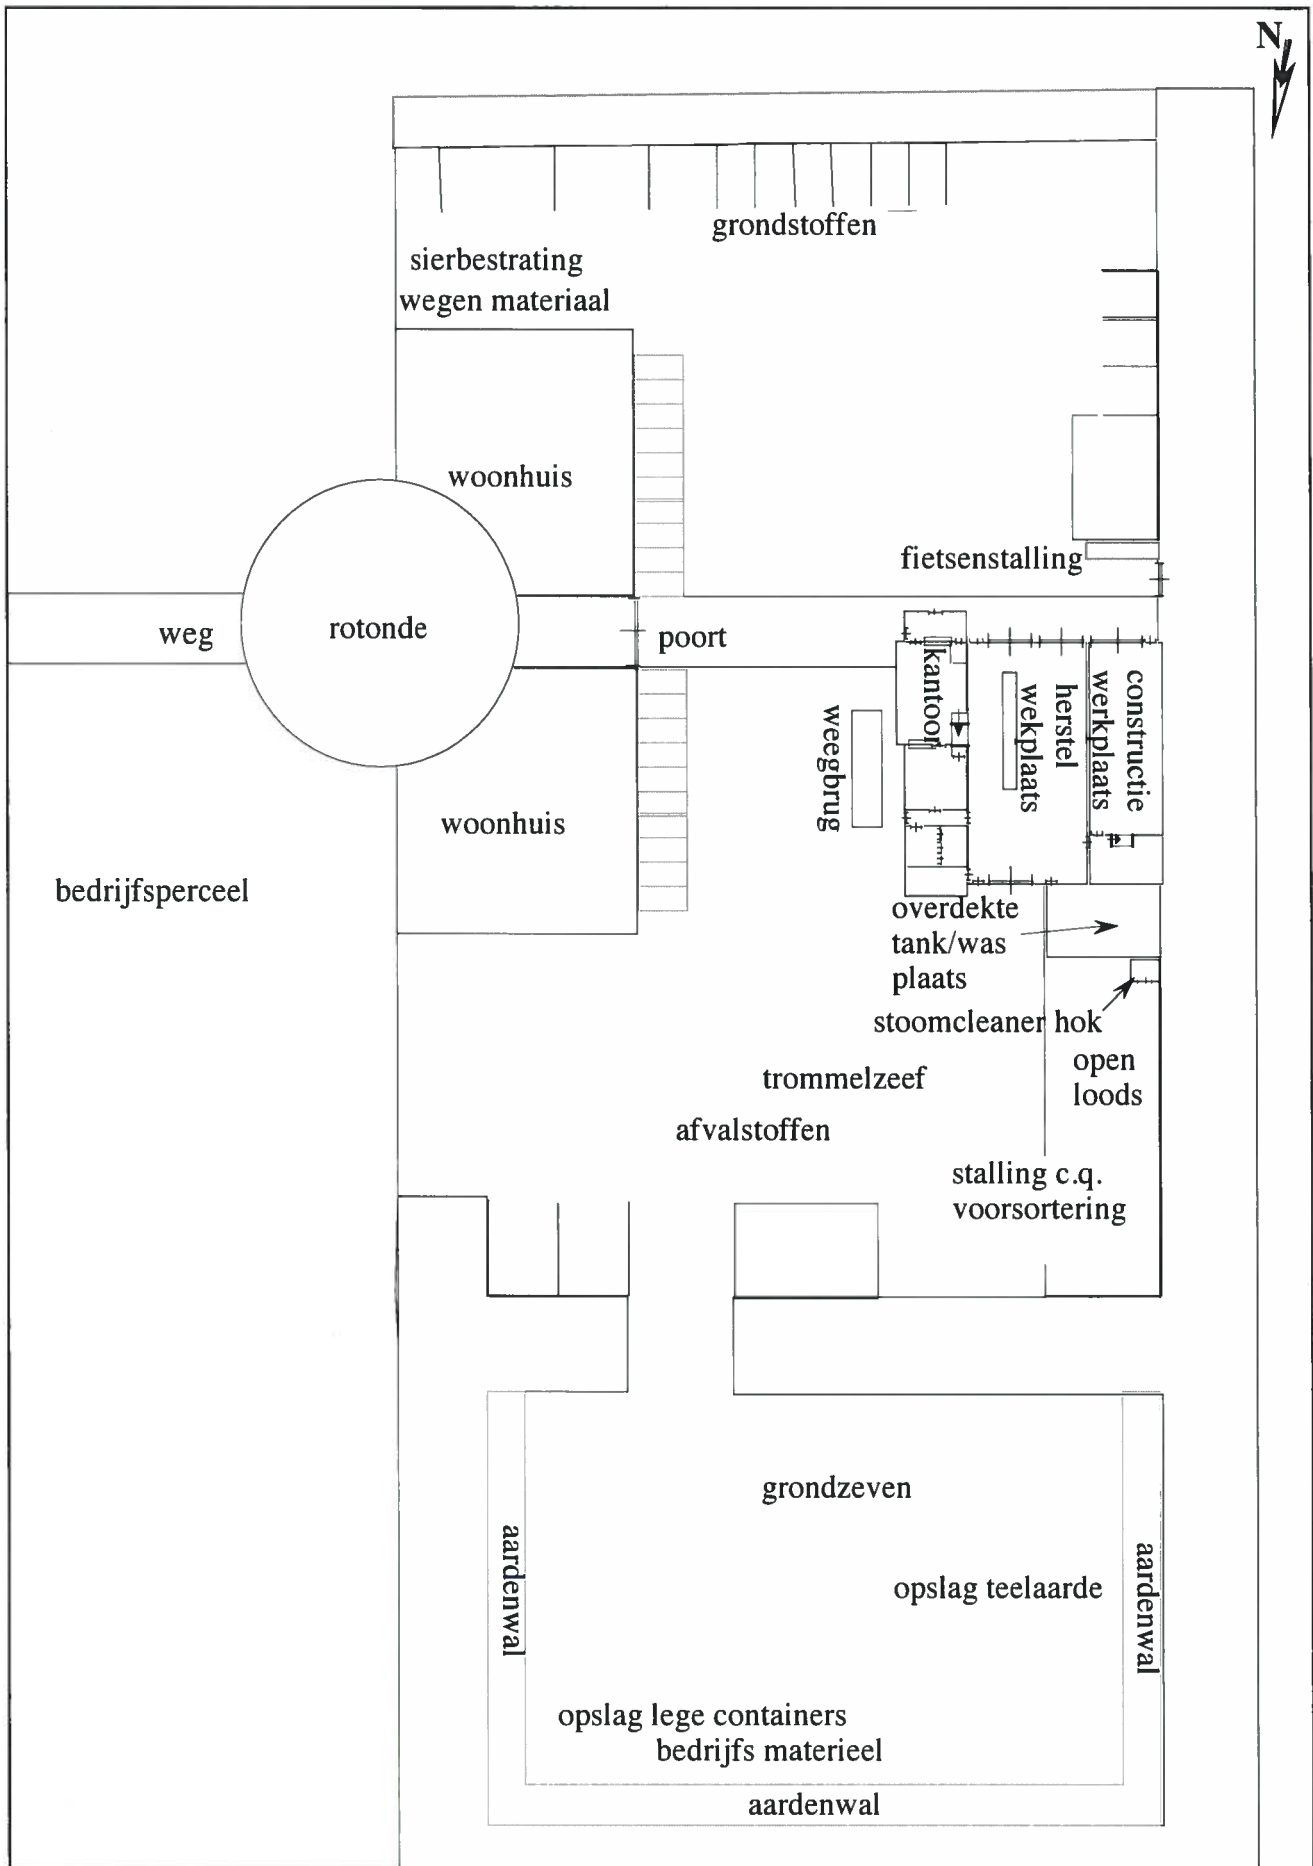 N
grondstoffen
sierbestrating
wegen materiaal
woonhuis
fietsenstalling
weg
rotonde
poort
kantoor
herstel
wekplaats
constructie
werkplaats
weegbrug
woonhuis
bedrijfsperceel
overdekte
tank/was
plaats
stoomcleaner hok
open
loods
trommelzeef
afvalstoffen
stalling c.q.
voorsortering
grondzeven
aardenwal
opslag teelaarde
aardenwal
opslag lege containers
bedrijfs materieel
aardenwal